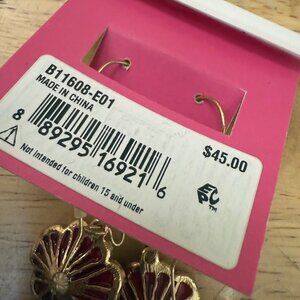 B11608-E01
MADE IN CHINA
$45.00
8 89295 16921 6
Not intended for children 15 and under